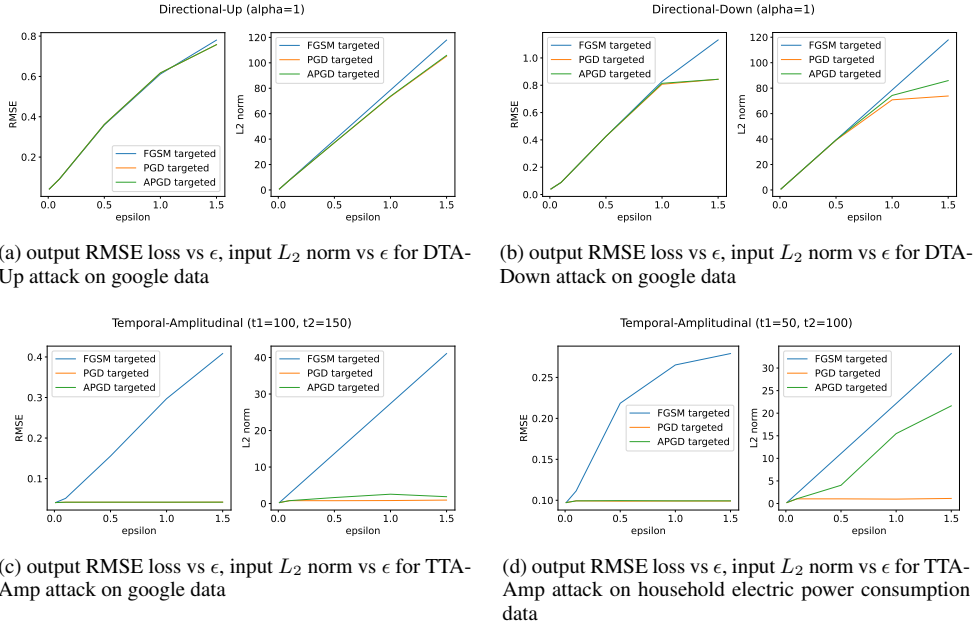 Directional-Up (alpha=1)
0.8
0.6
0.4
0.2
RMSE
FGSM targeted
PGD targeted
APGD targeted
0.0
0.5
1.0
1.5
epsilon
120
100
80
60
40
20
0
L2 norm
FGSM targeted
PGD targeted
APGD targeted
0.0
0.5
1.0
1.5
epsilon
(a) output RMSE loss vs ϵ, input L₂ norm vs ϵ for DTA-
Up attack on google data
Directional-Down (alpha=1)
1.0
0.8
0.6
0.4
0.2
0.0
RMSE
FGSM targeted
PGD targeted
APGD targeted
0.0
0.5
1.0
1.5
epsilon
120
100
80
60
40
20
0
L2 norm
FGSM targeted
PGD targeted
APGD targeted
0.0
0.5
1.0
1.5
epsilon
(b) output RMSE loss vs ϵ, input L₂ norm vs ϵ for DTA-
Down attack on google data
Temporal-Amplitudinal (t1=100, t2=150)
0.4
0.3
0.2
0.1
RMSE
FGSM targeted
PGD targeted
APGD targeted
0.0
0.5
1.0
1.5
epsilon
40
30
20
10
0
L2 norm
FGSM targeted
PGD targeted
APGD targeted
0.0
0.5
1.0
1.5
epsilon
(c) output RMSE loss vs ϵ, input L₂ norm vs ϵ for TTA-
Amp attack on google data
Temporal-Amplitudinal (t1=50, t2=100)
0.25
0.20
0.15
0.10
RMSE
FGSM targeted
PGD targeted
APGD targeted
0.0
0.5
1.0
1.5
epsilon
30
25
20
15
10
5
0
L2 norm
FGSM targeted
PGD targeted
APGD targeted
0.0
0.5
1.0
1.5
epsilon
(d) output RMSE loss vs ϵ, input L₂ norm vs ϵ for TTA-
Amp attack on household electric power consumption
data